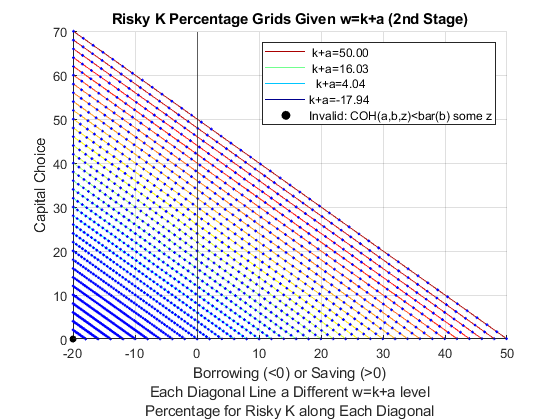 Risky K Percentage Grids Given w=k+a (2nd Stage)
70
60
50
40
30
20
10
0
Capital Choice
k+a=50.00
k+a=16.03
k+a=4.04
k+a=-17.94
Invalid: COH(a,b,z)<bar(b) some z
-20 -10 0 10 20 30 40 50
Borrowing (<0) or Saving (>0)
Each Diagonal Line a Different w=k+a level
Percentage for Risky K along Each Diagonal